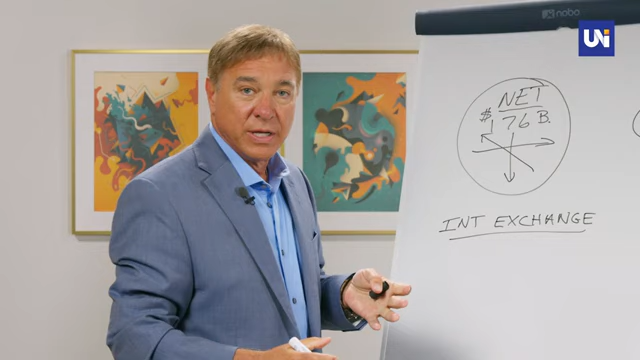 nobo
UNi
NET
$176 B.
INT EXCHANGE